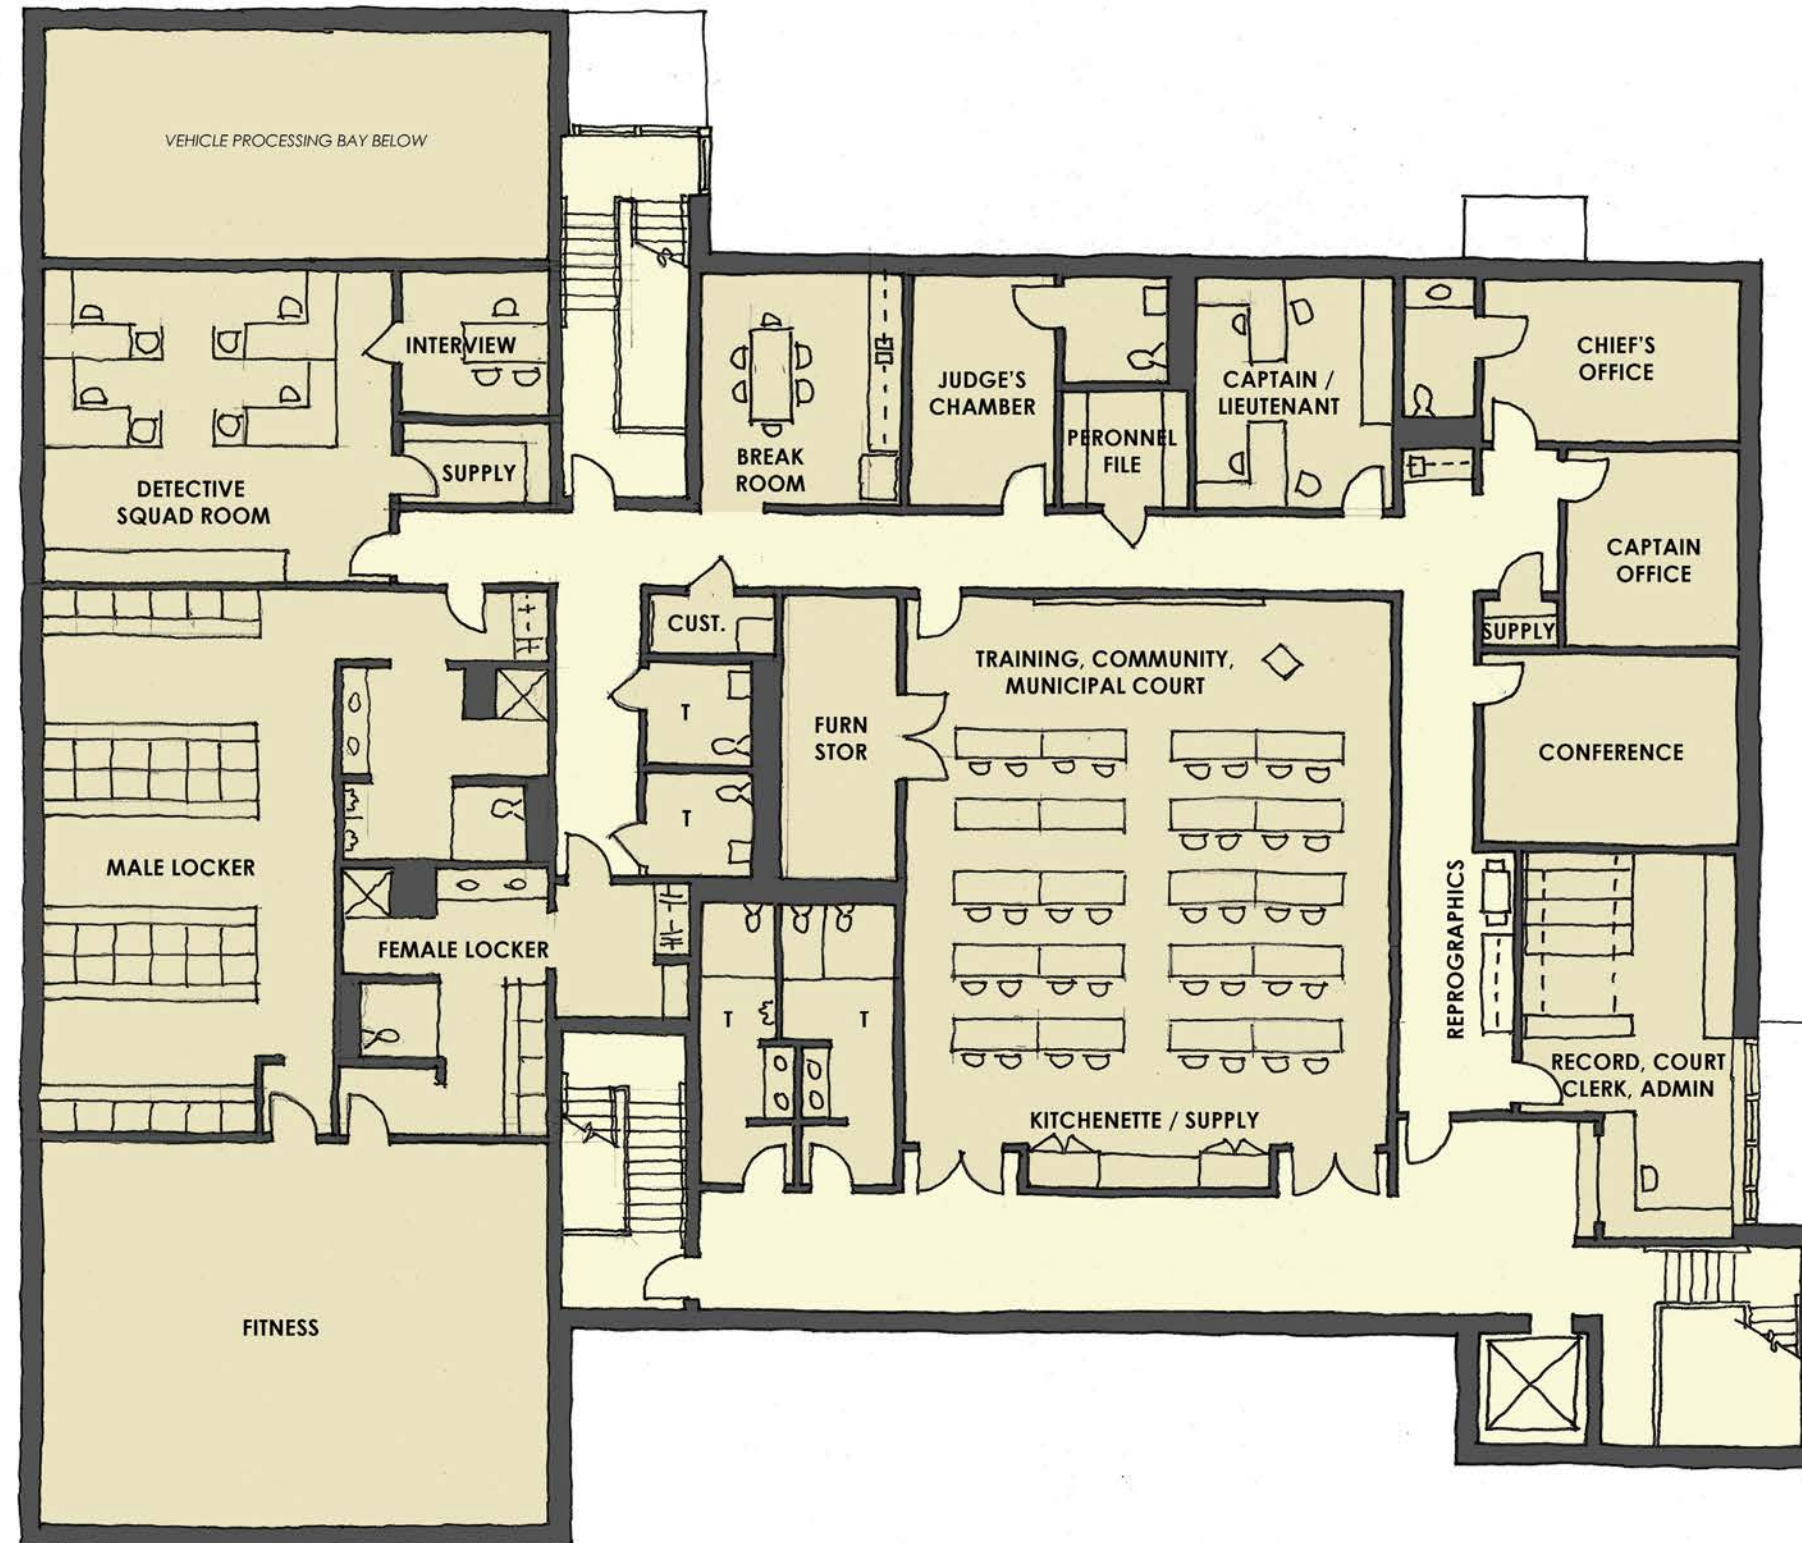 VEHICLE PROCESSING BAY BELOW
INTERVIEW
SUPPLY
DETECTIVE
SQUAD ROOM
BREAK
ROOM
JUDGE'S
CHAMBER
PERONNEL
FILE
CAPTAIN /
LIEUTENANT
CHIEF'S
OFFICE
CAPTAIN
OFFICE
SUPPLY
CUST.
T
T
FURN
STOR
TRAINING, COMMUNITY,
MUNICIPAL COURT
CONFERENCE
MALE LOCKER
FEMALE LOCKER
T
T
REPROGRAPHICS
RECORD, COURT
CLERK, ADMIN
KITCHENETTE / SUPPLY
FITNESS